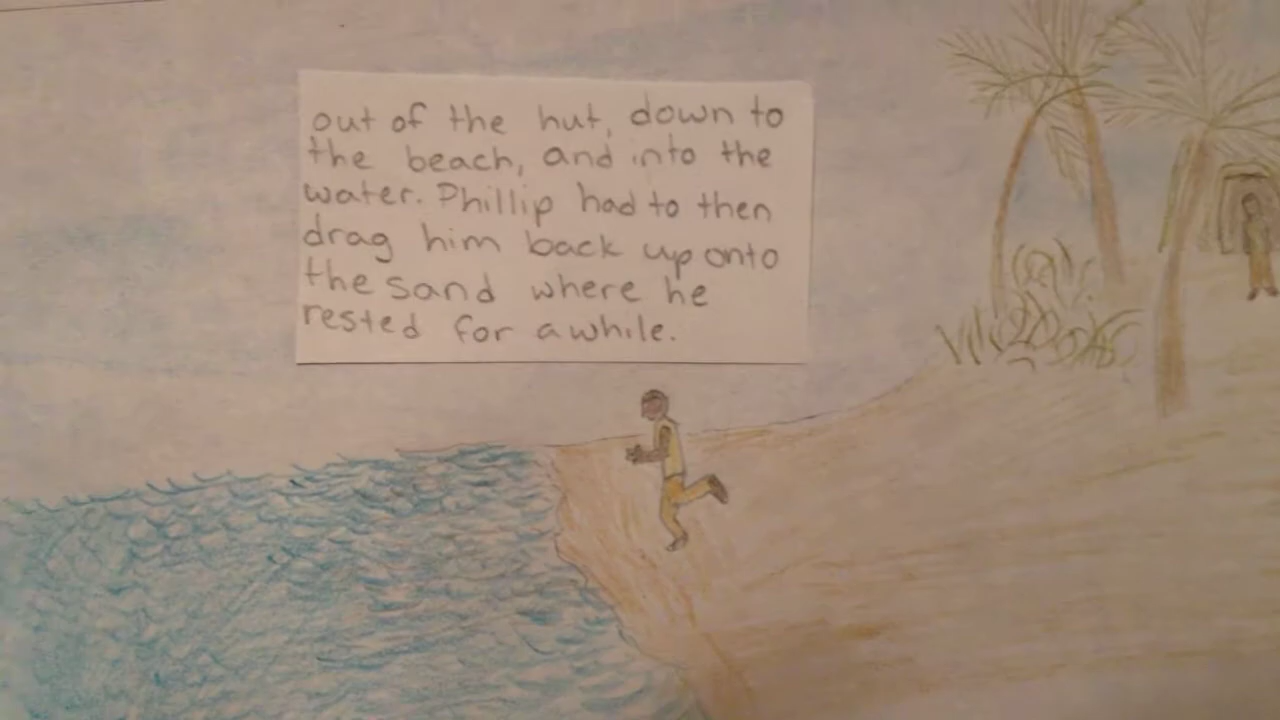 out of the hut, down to
the beach, and into the
water. Phillip had to then
drag him back up onto
the sand where he
rested for awhile.